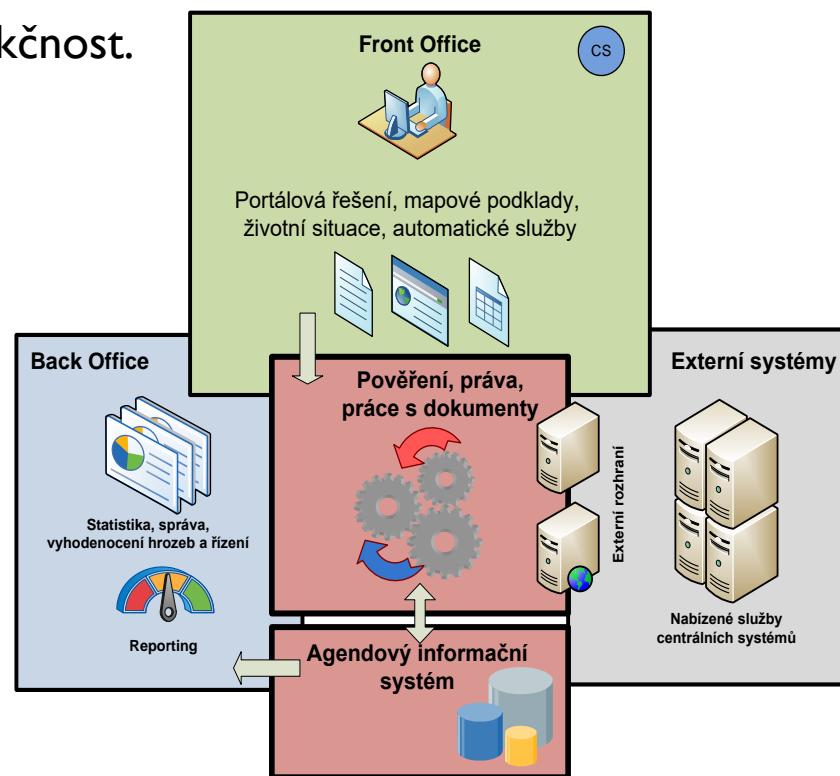 kčnost.
Front Office
CS
Portálová řešení, mapové podklady,
životní situace, automatické služby
Back Office
Statistika, správa,
vyhodenocení hrozeb a řízení
Reporting
Pověření, práva,
práce s dokumenty
Externí rozhraní
Externí systémy
Nabízené služby
centrálních systémů
Agendový informační
systém